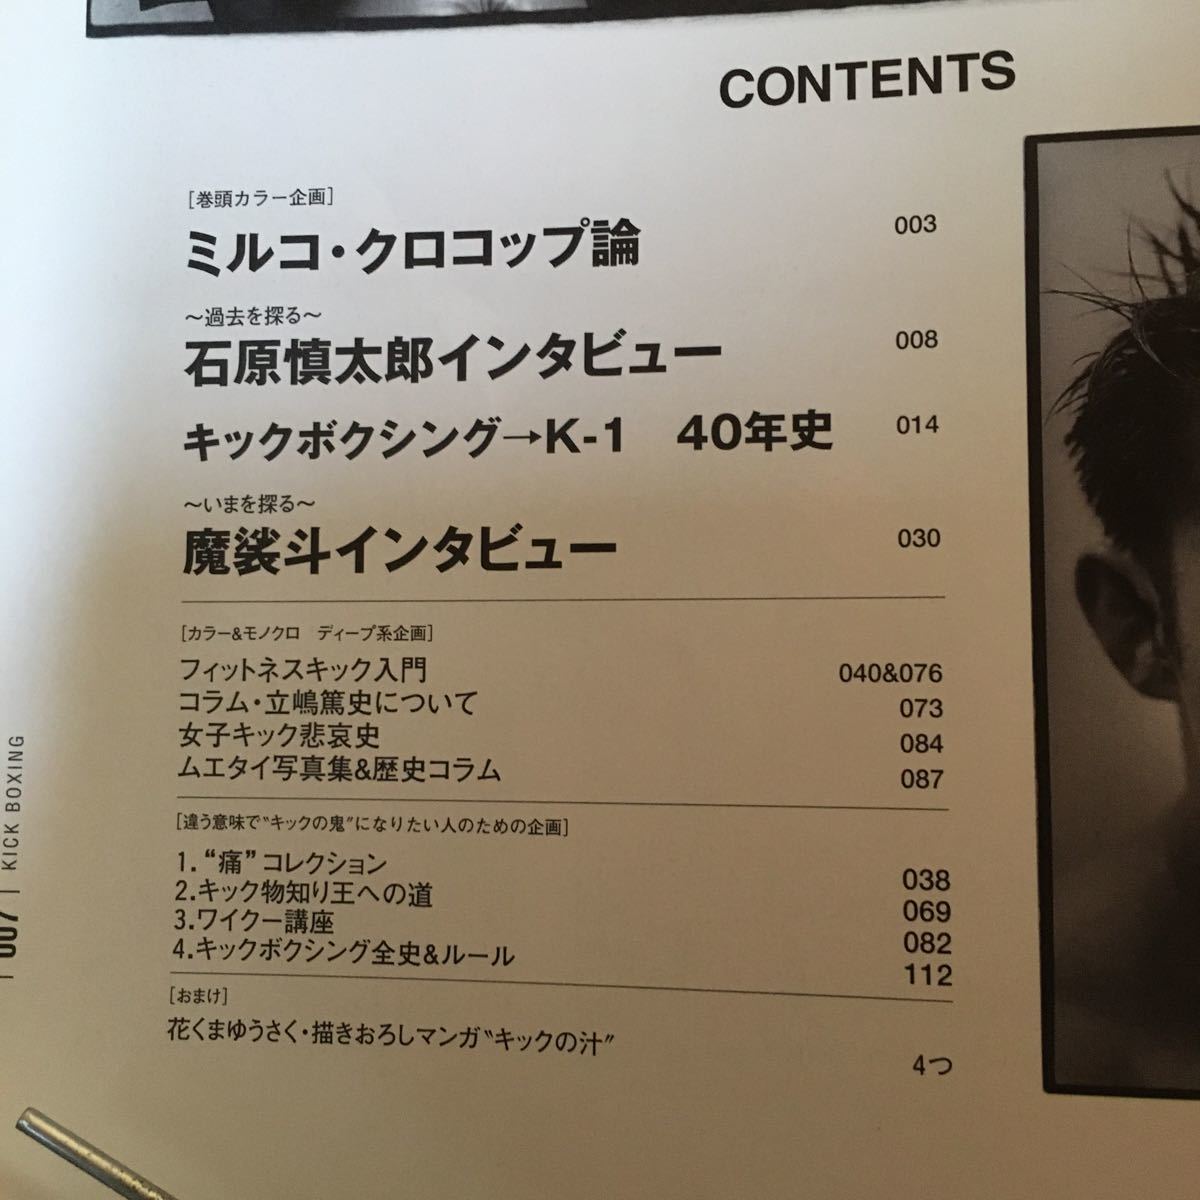 CONTENTS
[巻頭カラー企画]
ミルコ・クロコップ論 003
～過去を探る～
石原慎太郎インタビュー 008
キックボクシング→K-1 40年史 014
～いまを探る～
魔裟斗インタビュー 030
[カラー&モノクロ ディープ系企画]
フィットネスキック入門 040&076
コラム・立嶋篤史について 073
女子キック悲哀史 084
ムエタイ写真集&歴史コラム 087
[違う意味で“キックの鬼”になりたい人のための企画]
1.“痛”コレクション 038
2.キック物知り王への道 069
3.ワイクー講座 082
4.キックボクシング全史&ルール 112
[おまけ]
花くまゆうさく・描きおろしマンガ“キックの汁” 4つ
| 007 | KICK BOXING